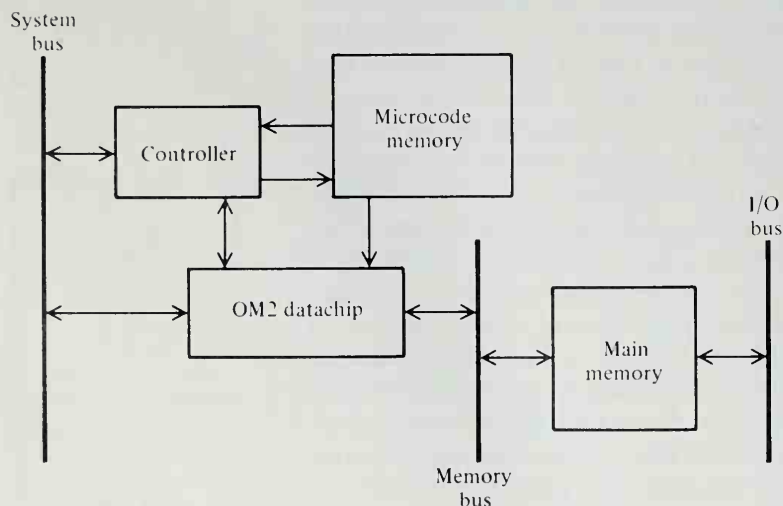 System
bus
Controller
Microcode
memory
OM2 datachip
I/O
bus
Main
memory
Memory
bus